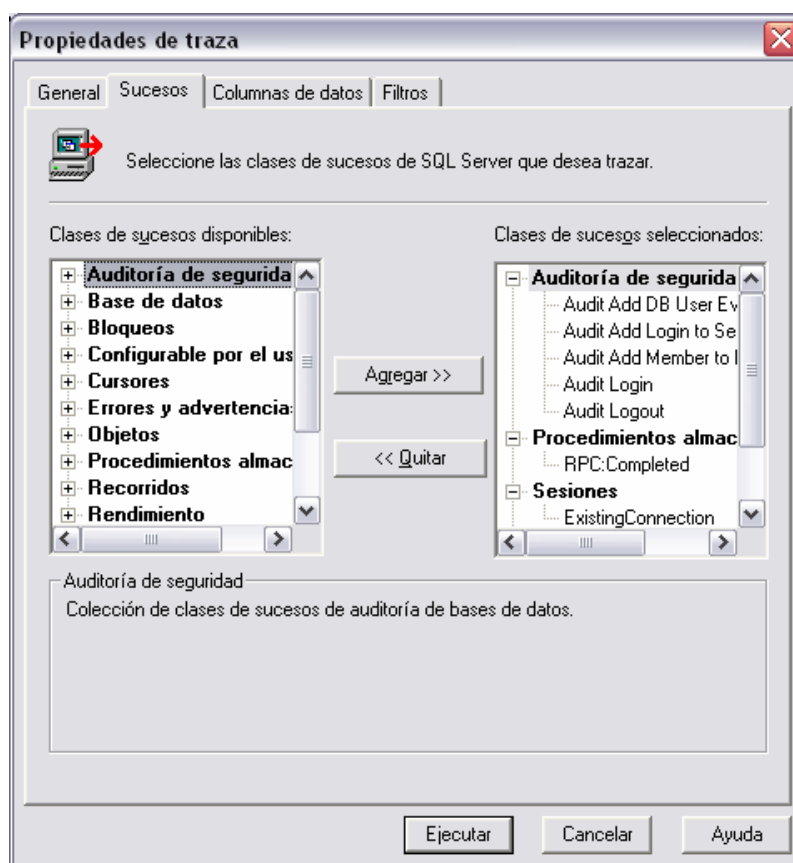 Propiedades de traza
General
Sucesos
Columnas de datos
Filtros
Seleccione las clases de sucesos de SQL Server que desea trazar.
Clases de sucesos disponibles:
Auditoría de segurida
Base de datos
Bloqueos
Configurable por el us
Cursores
Errores y advertencia
Objetos
Procedimientos almac
Recorridos
Rendimiento
Agregar >>
<< Quitar
Clases de sucesos seleccionados:
Auditoría de segurida
Audit Add DB User Ev
Audit Add Login to Se
Audit Add Member to
Audit Login
Audit Logout
Procedimientos almac
RPC:Completed
Sesiones
ExistingConnection
Auditoría de seguridad
Colección de clases de sucesos de auditoría de bases de datos.
Ejecutar
Cancelar
Ayuda